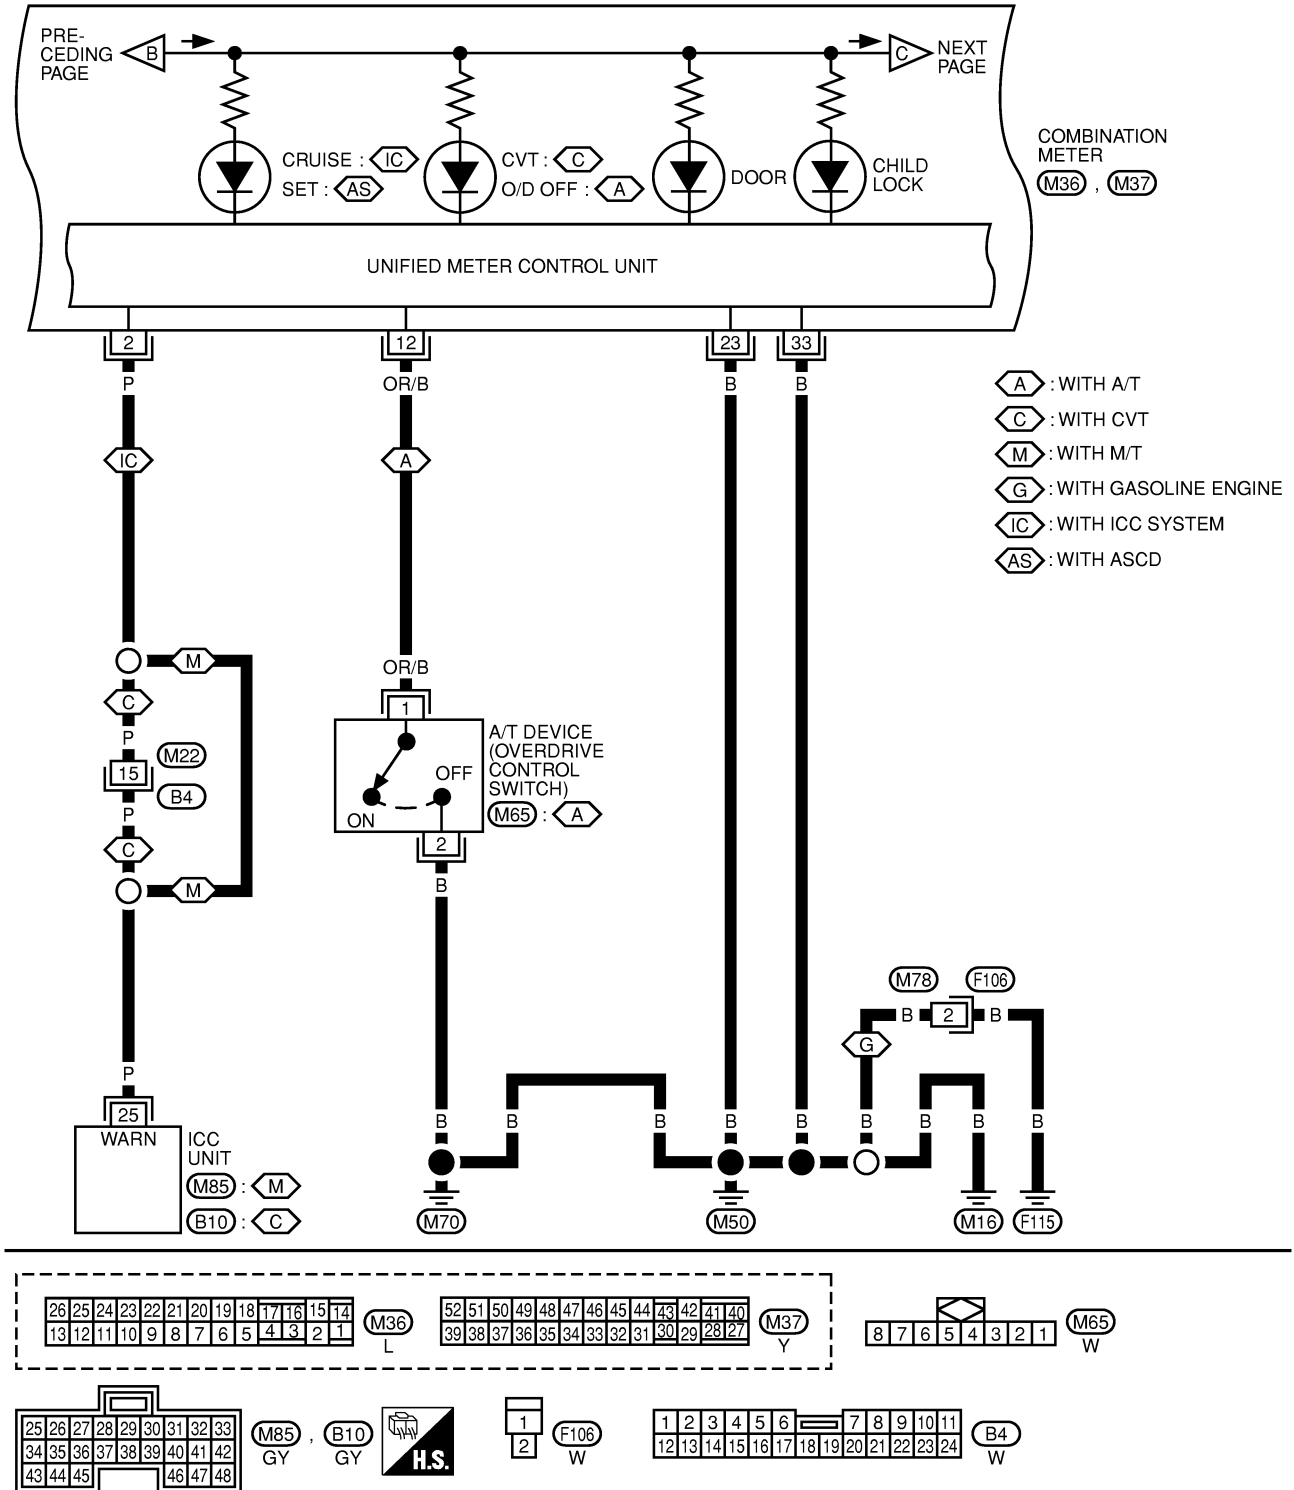 PRE-
CEDING
PAGE
B
C
NEXT
PAGE
CRUISE : IC
SET : AS
CVT : C
O/D OFF : A
DOOR
CHILD
LOCK
COMBINATION
METER
M36 , M37
UNIFIED METER CONTROL UNIT
2
12
23
33
P
OR/B
B
B
A : WITH A/T
C : WITH CVT
M : WITH M/T
G : WITH GASOLINE ENGINE
IC : WITH ICC SYSTEM
AS : WITH ASCD
IC
A
M
C
P
15
M22
B4
P
C
M
OR/B
1
A/T DEVICE
(OVERDRIVE
CONTROL
SWITCH)
M65 : A
OFF
ON
2
B
M78
F106
B
2
B
G
P
25
WARN
ICC
UNIT
M85 : M
B10 : C
B
B
B
B
B
B
B
B
B
M70
M50
M16
F115
26 25 24 23 22 21 20 19 18 17 16 15 14
13 12 11 10 9 8 7 6 5 4 3 2 1
M36
L
52 51 50 49 48 47 46 45 44 43 42 41 40
39 38 37 36 35 34 33 32 31 30 29 28 27
M37
Y
8 7 6 5 4 3 2 1
M65
W
25 26 27 28 29 30 31 32 33
34 35 36 37 38 39 40 41 42
43 44 45 46 47 48
M85 , B10
GY GY
H.S.
1
2
F106
W
1 2 3 4 5 6 7 8 9 10 11
12 13 14 15 16 17 18 19 20 21 22 23 24
B4
W